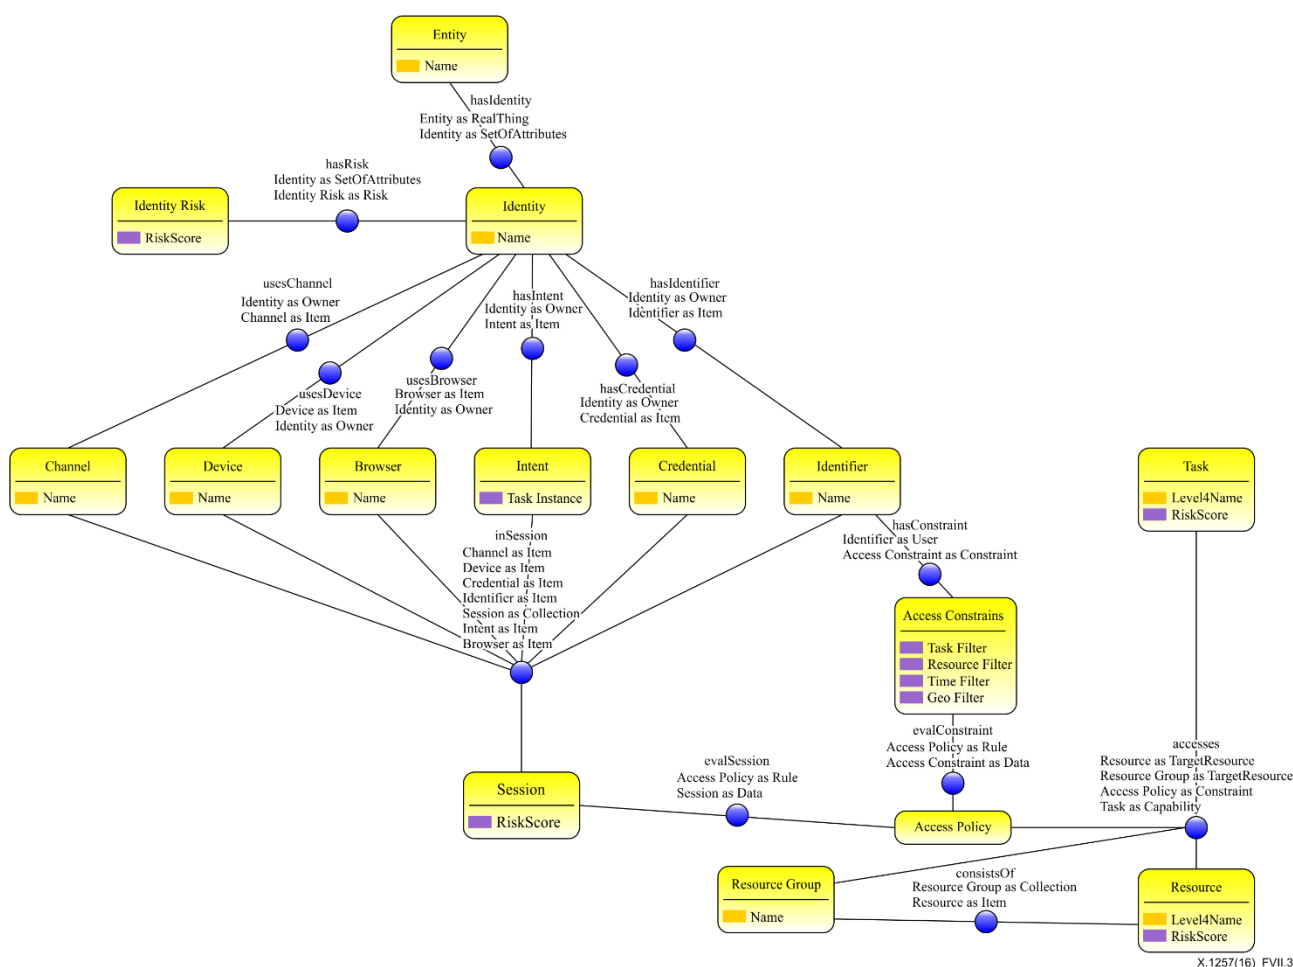 Entity
Name
hasIdentity
Entity as RealThing
Identity as SetOfAttributes
hasRisk
Identity as SetOfAttributes
Identity Risk as Risk
Identity Risk
RiskScore
Identity
Name
usesChannel
Identity as Owner
Channel as Item
usesDevice
Device as Item
Identity as Owner
usesBrowser
Browser as Item
Identity as Owner
hasIntent
Identity as Owner
Intent as Item
hasCredential
Identity as Owner
Credential as Item
hasIdentifier
Identity as Owner
Identifier as Item
Channel
Name
Device
Name
Browser
Name
Intent
Task Instance
Credential
Name
Identifier
Name
Task
Level4Name
RiskScore
inSession
Channel as Item
Device as Item
Credential as Item
Identifier as Item
Session as Collection
Intent as Item
Browser as Item
hasConstraint
Identifier as User
Access Constraint as Constraint
Access Constrains
Task Filter
Resource Filter
Time Filter
Geo Filter
evalConstraint
Access Policy as Rule
Access Constraint as Data
accesses
Resource as TargetResource
Resource Group as TargetResource
Access Policy as Constraint
Task as Capability
Session
RiskScore
evalSession
Access Policy as Rule
Session as Data
Access Policy
Resource Group
Name
consistsOf
Resource Group as Collection
Resource as Item
Resource
Level4Name
RiskScore
X.1257(16)_FVII.3